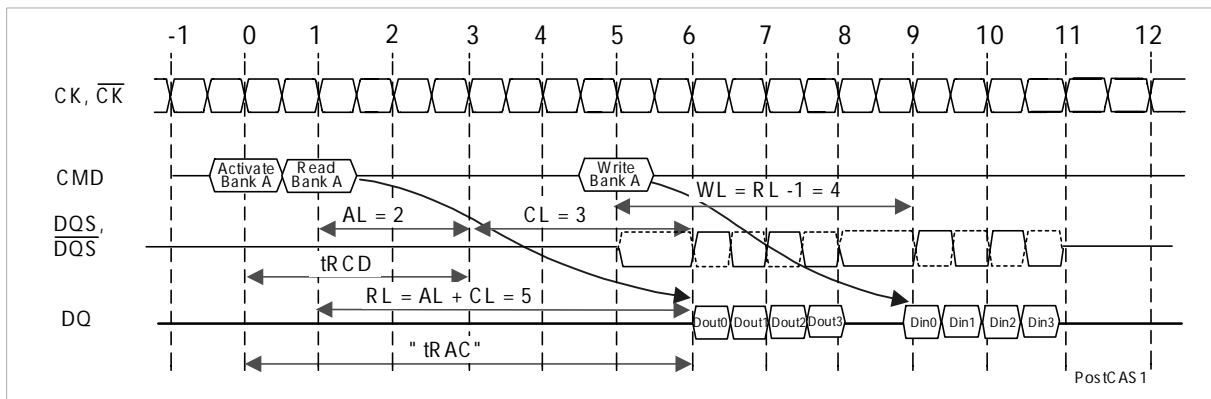 -1 0 1 2 3 4 5 6 7 8 9 10 11 12
CK, CK
CMD
Activate
Bank A
Read
Bank A
Write
Bank A
WL = RL -1 = 4
AL = 2
CL = 3
DQS,
DQS
tRCD
RL = AL + CL = 5
DQ
Dout0 Dout1 Dout2 Dout3
Din0 Din1 Din2 Din3
" tRAC"
PostCAS1